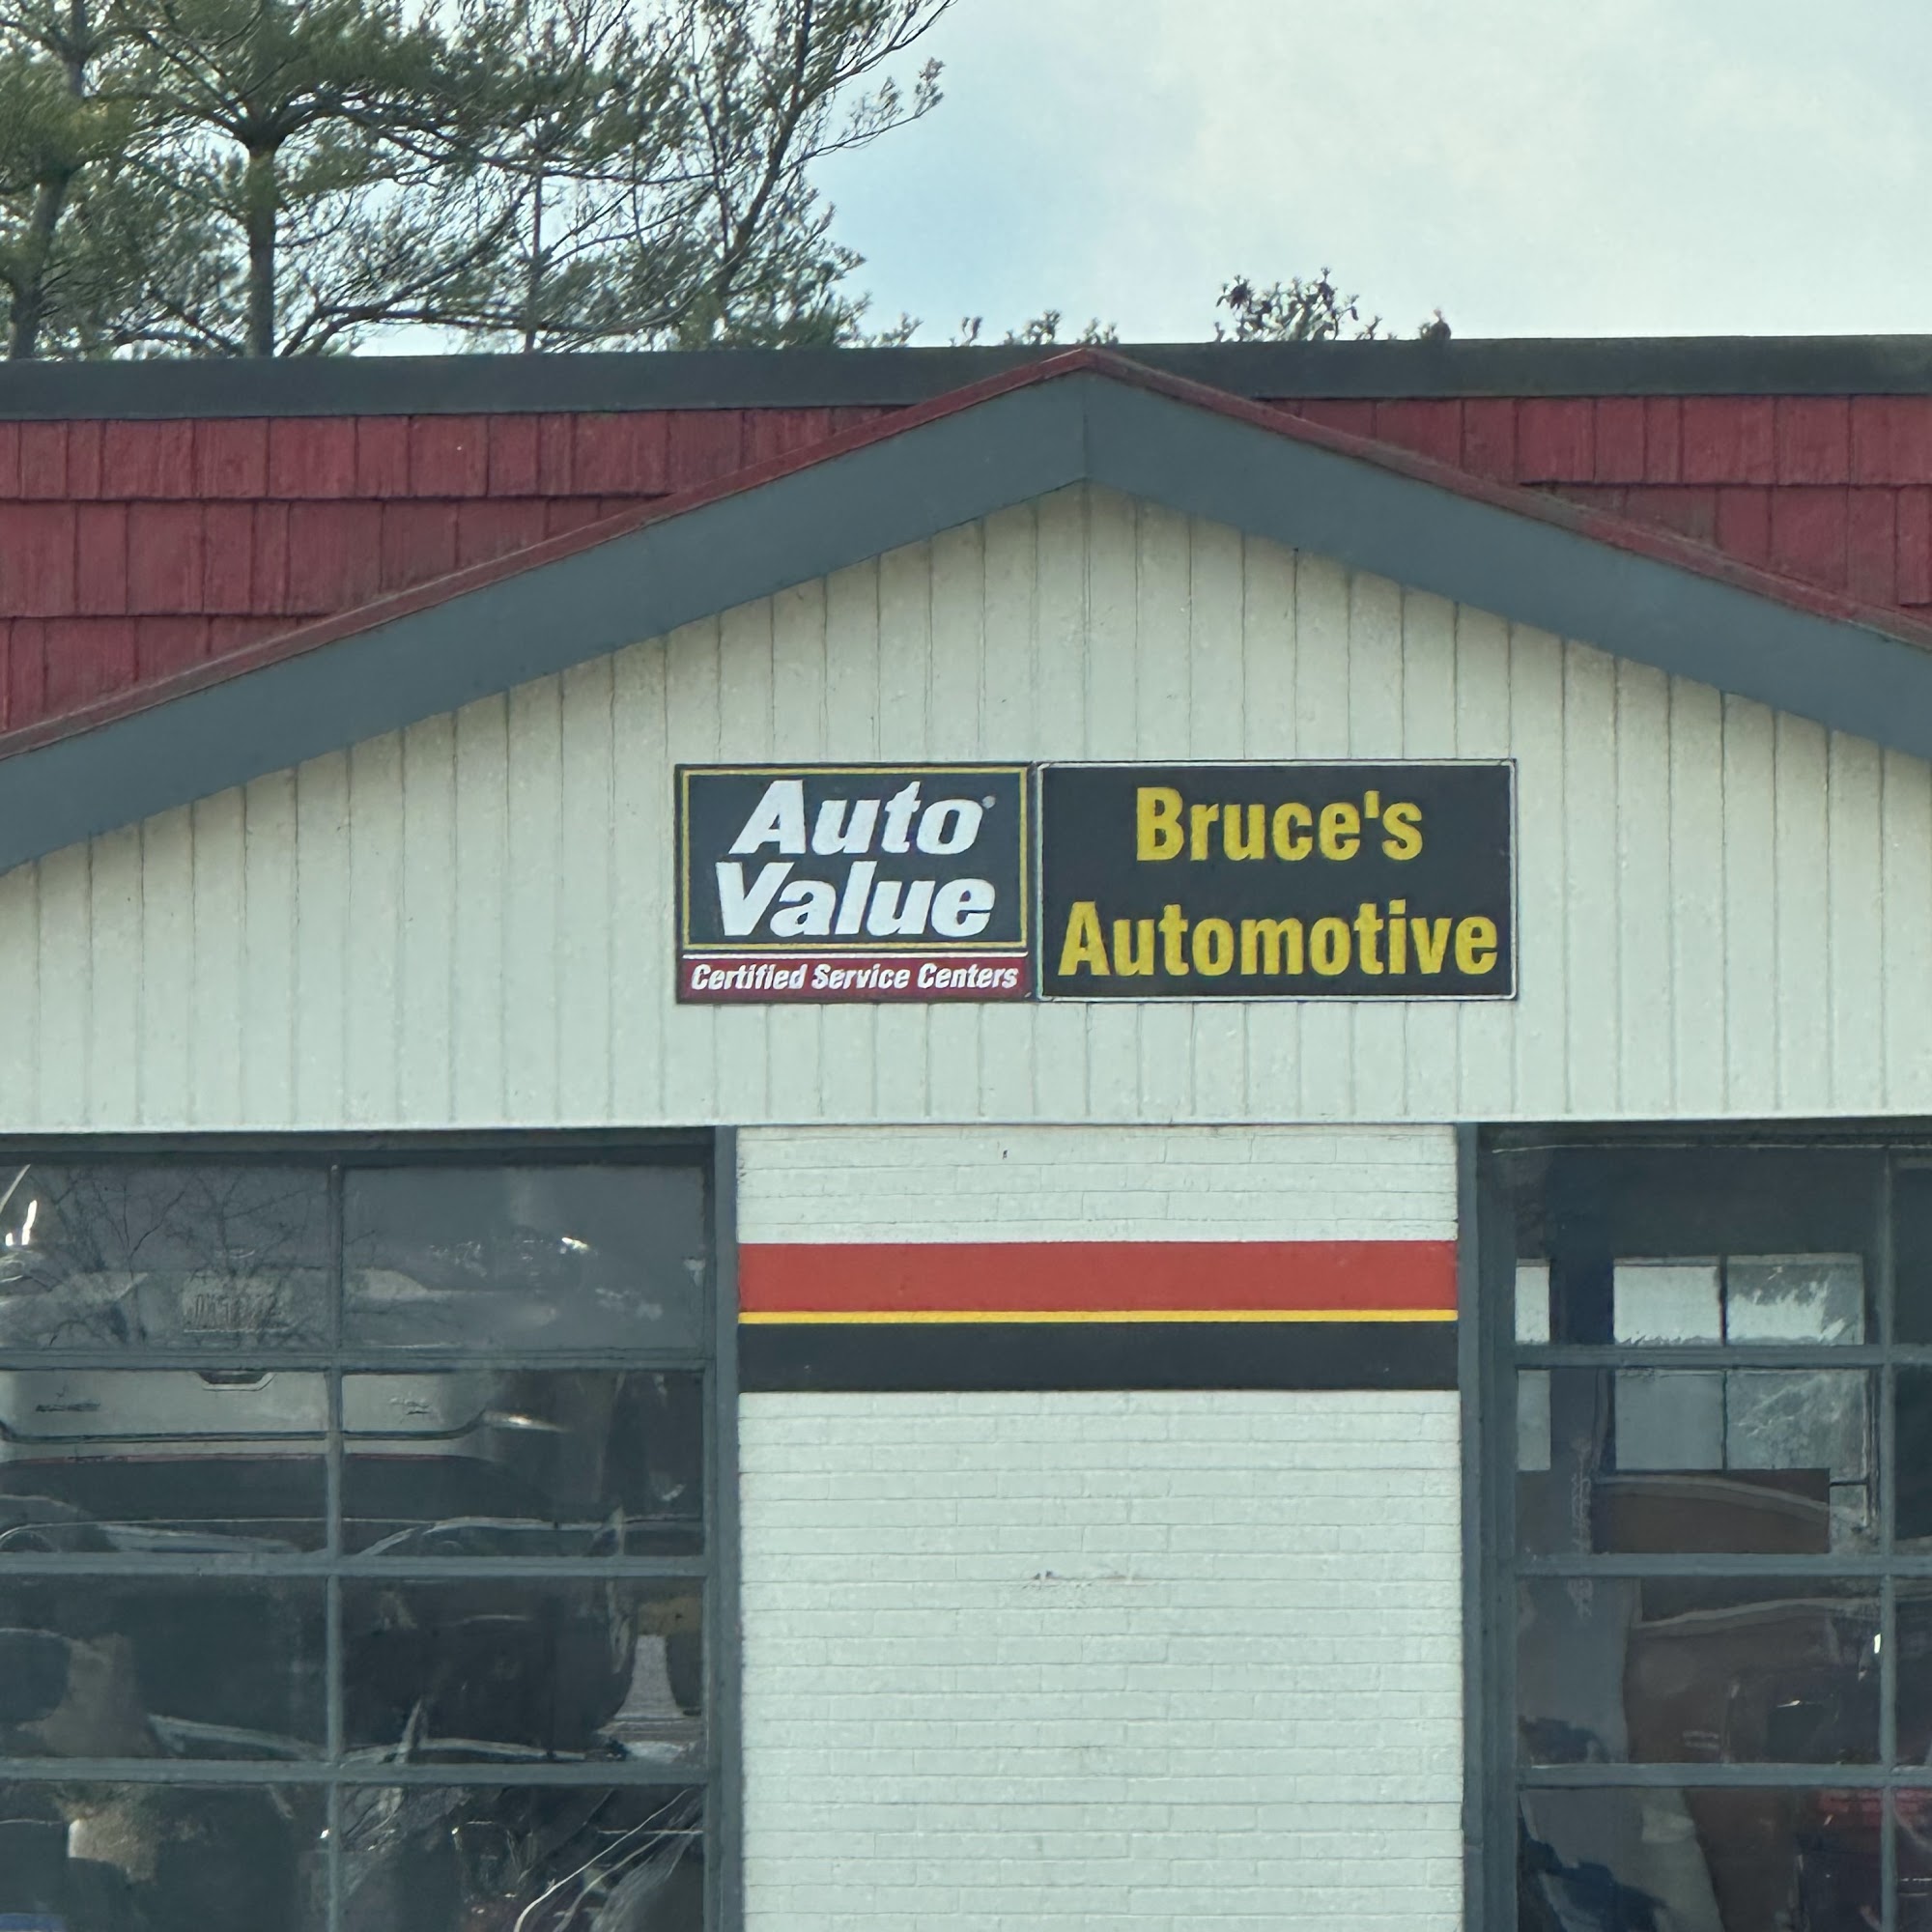 Auto
Value
Certified Service Centers
Bruce's
Automotive